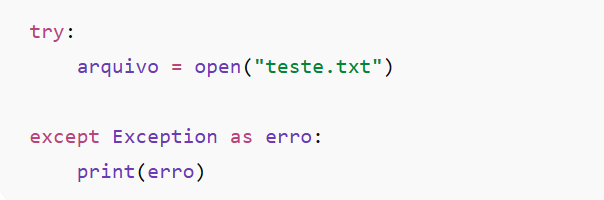 try:
    arquivo = open("teste.txt")
except Exception as erro:
    print(erro)